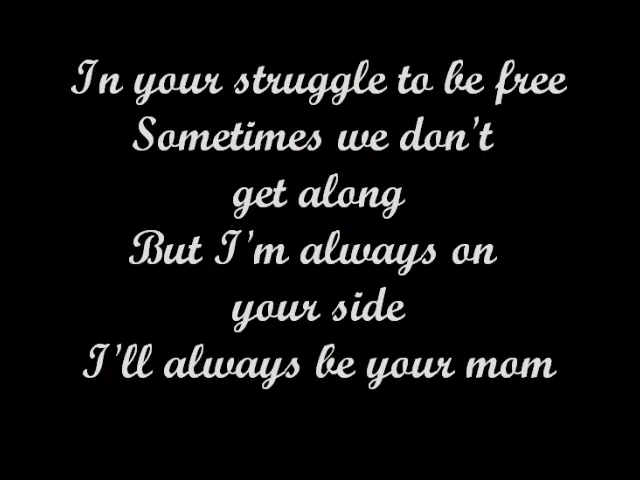 In your struggle to be free
Sometimes we don't
get along
But I'm always on
your side
I'll always be your mom